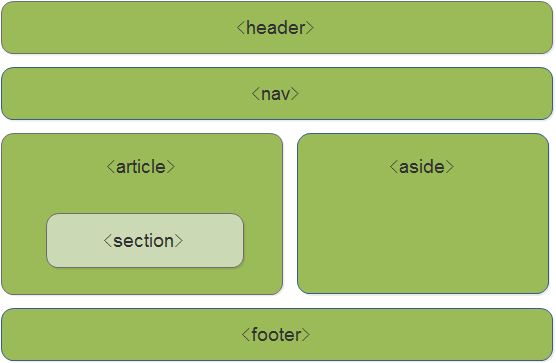 <header>
<nav>
<article>
<aside>
<section>
<footer>